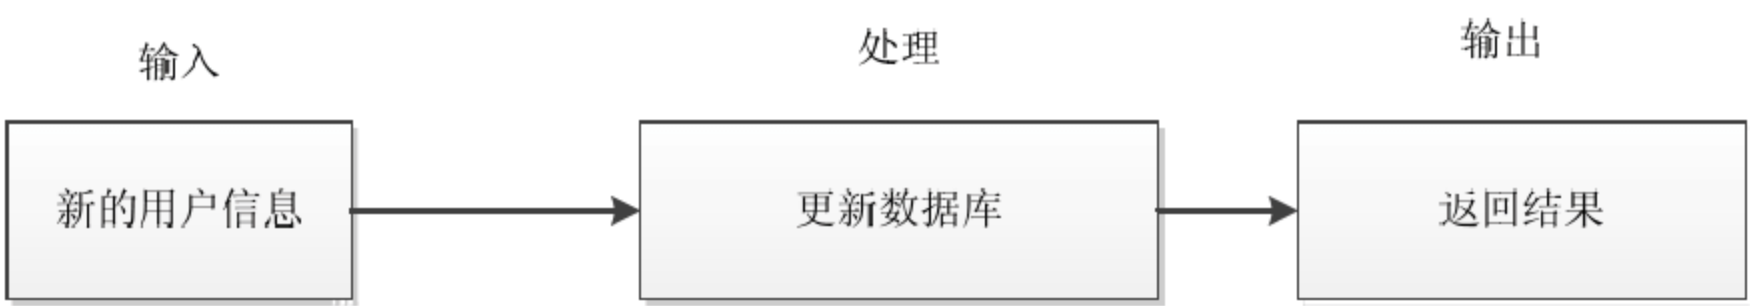 输入
处理
输出
新的用户信息
更新数据库
返回结果